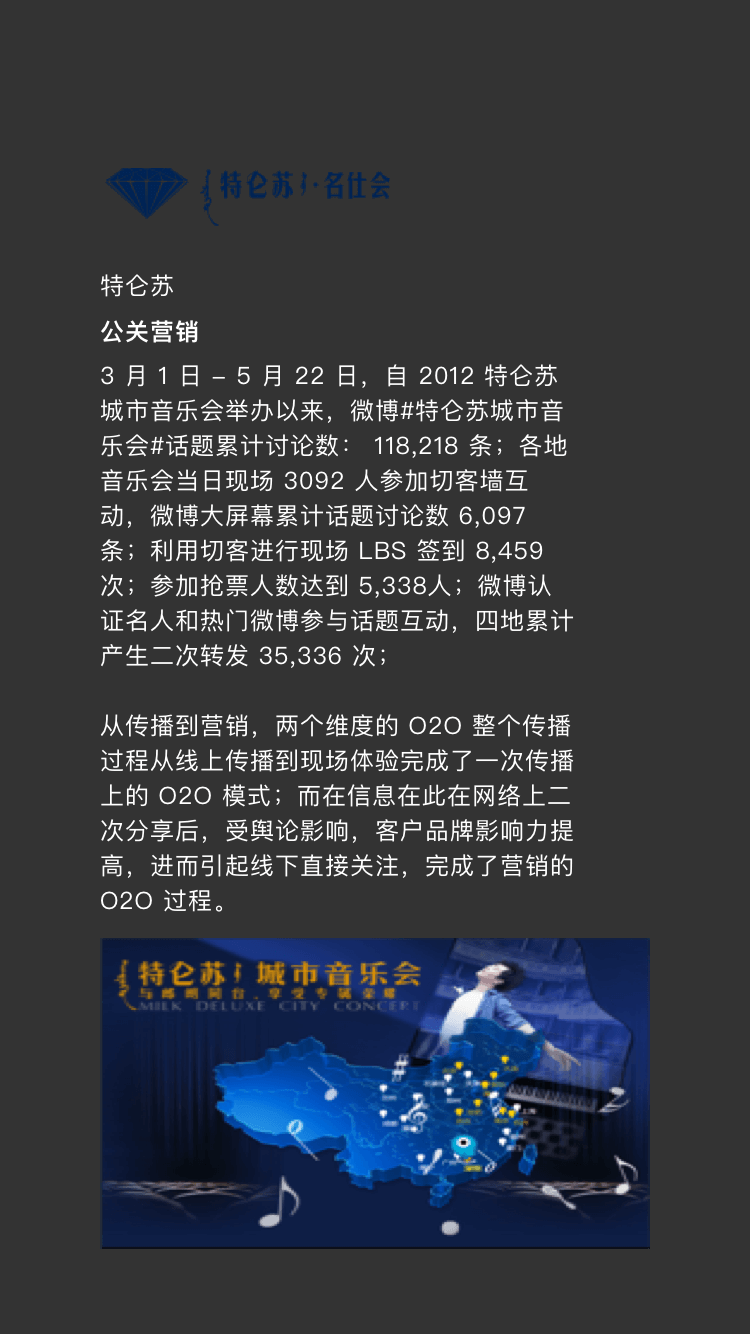 特仑苏·名仕会
特仑苏
公关营销
3 月 1 日 – 5 月 22 日，自 2012 特仑苏
城市音乐会举办以来，微博#特仑苏城市音
乐会#话题累计讨论数： 118,218 条；各地
音乐会当日现场 3092 人参加切客墙互
动，微博大屏幕累计话题讨论数 6,097
条；利用切客进行现场 LBS 签到 8,459
次；参加抢票人数达到 5,338人；微博认
证名人和热门微博参与话题互动，四地累计
产生二次转发 35,336 次；
从传播到营销，两个维度的 O2O 整个传播
过程从线上传播到现场体验完成了一次传播
上的 O2O 模式；而在信息在此在网络上二
次分享后，受舆论影响，客户品牌影响力提
高，进而引起线下直接关注，完成了营销的
O2O 过程。
特仑苏 城市音乐会
与郎朗同台，享受专属荣耀
MILK DELUXE CITY CONCERT